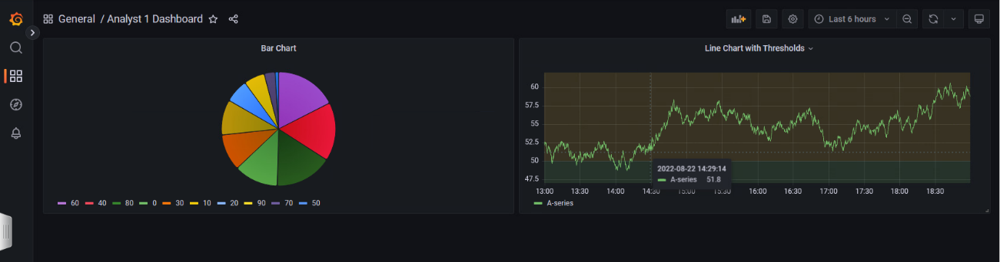 General / Analyst 1 Dashboard
Last 6 hours
Bar Chart
60 40 80 0 30 10 20 90 70 50
Line Chart with Thresholds
60
57.5
55
52.5
50
47.5
2022-08-22 14:29:14
A-series 51.8
13:00 13:30 14:00 14:30 15:00 15:30 16:00 16:30 17:00 17:30 18:00 18:30
A-series